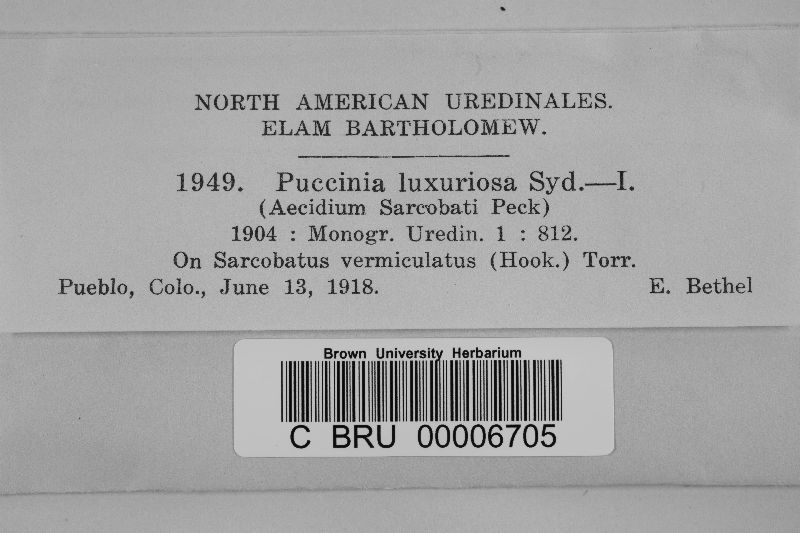 NORTH AMERICAN UREDINALES.
ELAM BARTHOLOMEW.
1949. Puccinia luxuriosa Syd.—I.
(Aecidium Sarcobati Peck)
1904 : Monogr. Uredin. 1 : 812.
On Sarcobatus vermiculatus (Hook.) Torr.
Pueblo, Colo., June 13, 1918. E. Bethel
Brown University Herbarium
C BRU 00006705